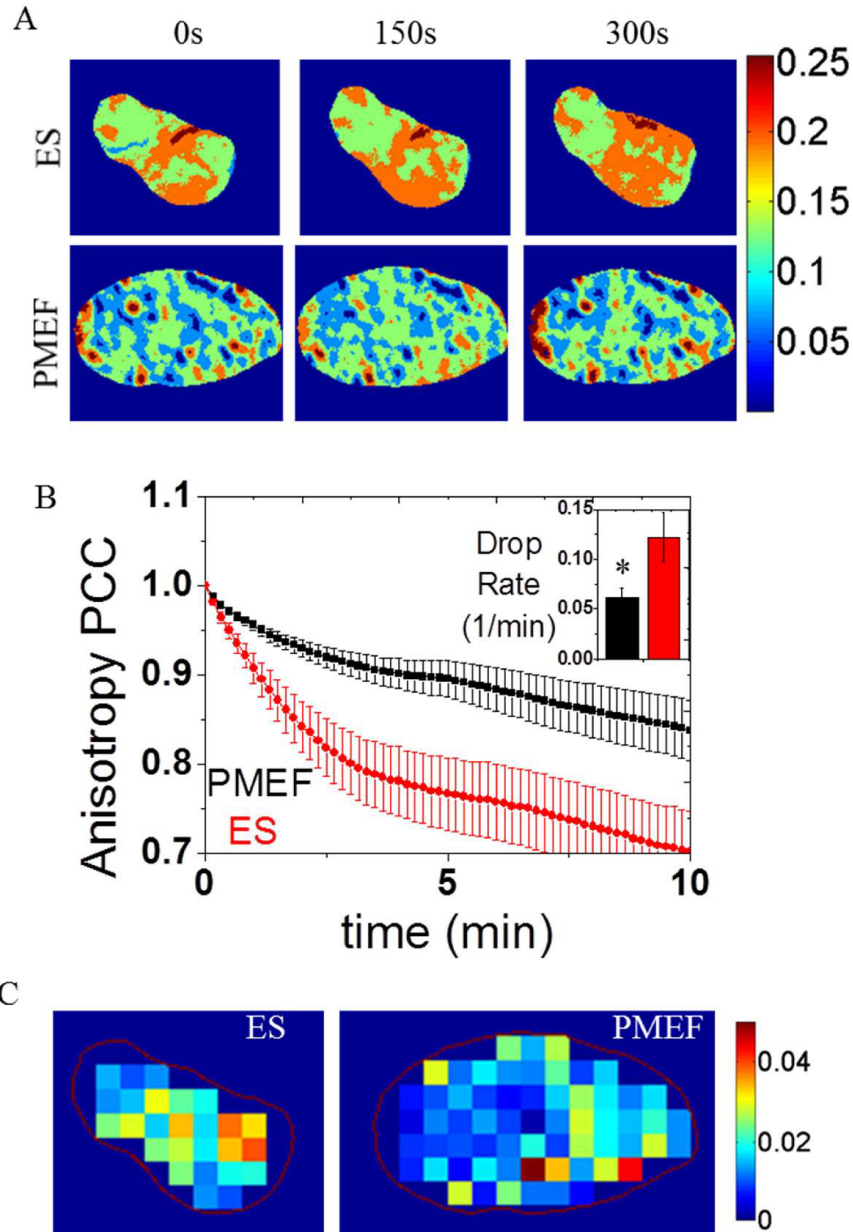 A
0s 150s 300s
ES
PMEF
0.25
0.2
0.15
0.1
0.05
B
Anisotropy PCC
1.1
1.0
0.9
0.8
0.7
PMEF
ES
0 5 10
time (min)
Drop
Rate
(1/min)
0.15
0.10
0.05
0.00
*
C
ES PMEF
0.04
0.02
0